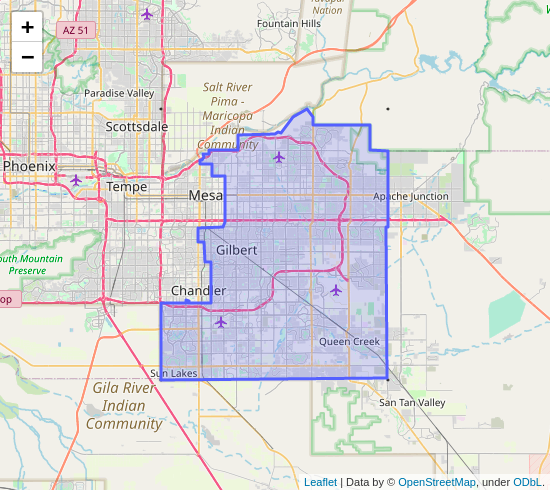 +
−
AZ 51
Fountain Hills
Nation
Paradise Valley
Salt River
Pima -
Maricopa
Indian
Community
Scottsdale
Phoenix
Tempe
Mesa
Apache Junction
Gilbert
South Mountain
Preserve
Chandler
oop
Queen Creek
Sun Lakes
Gila River
Indian
Community
San Tan Valley
Leaflet | Data by © OpenStreetMap, under ODbL.